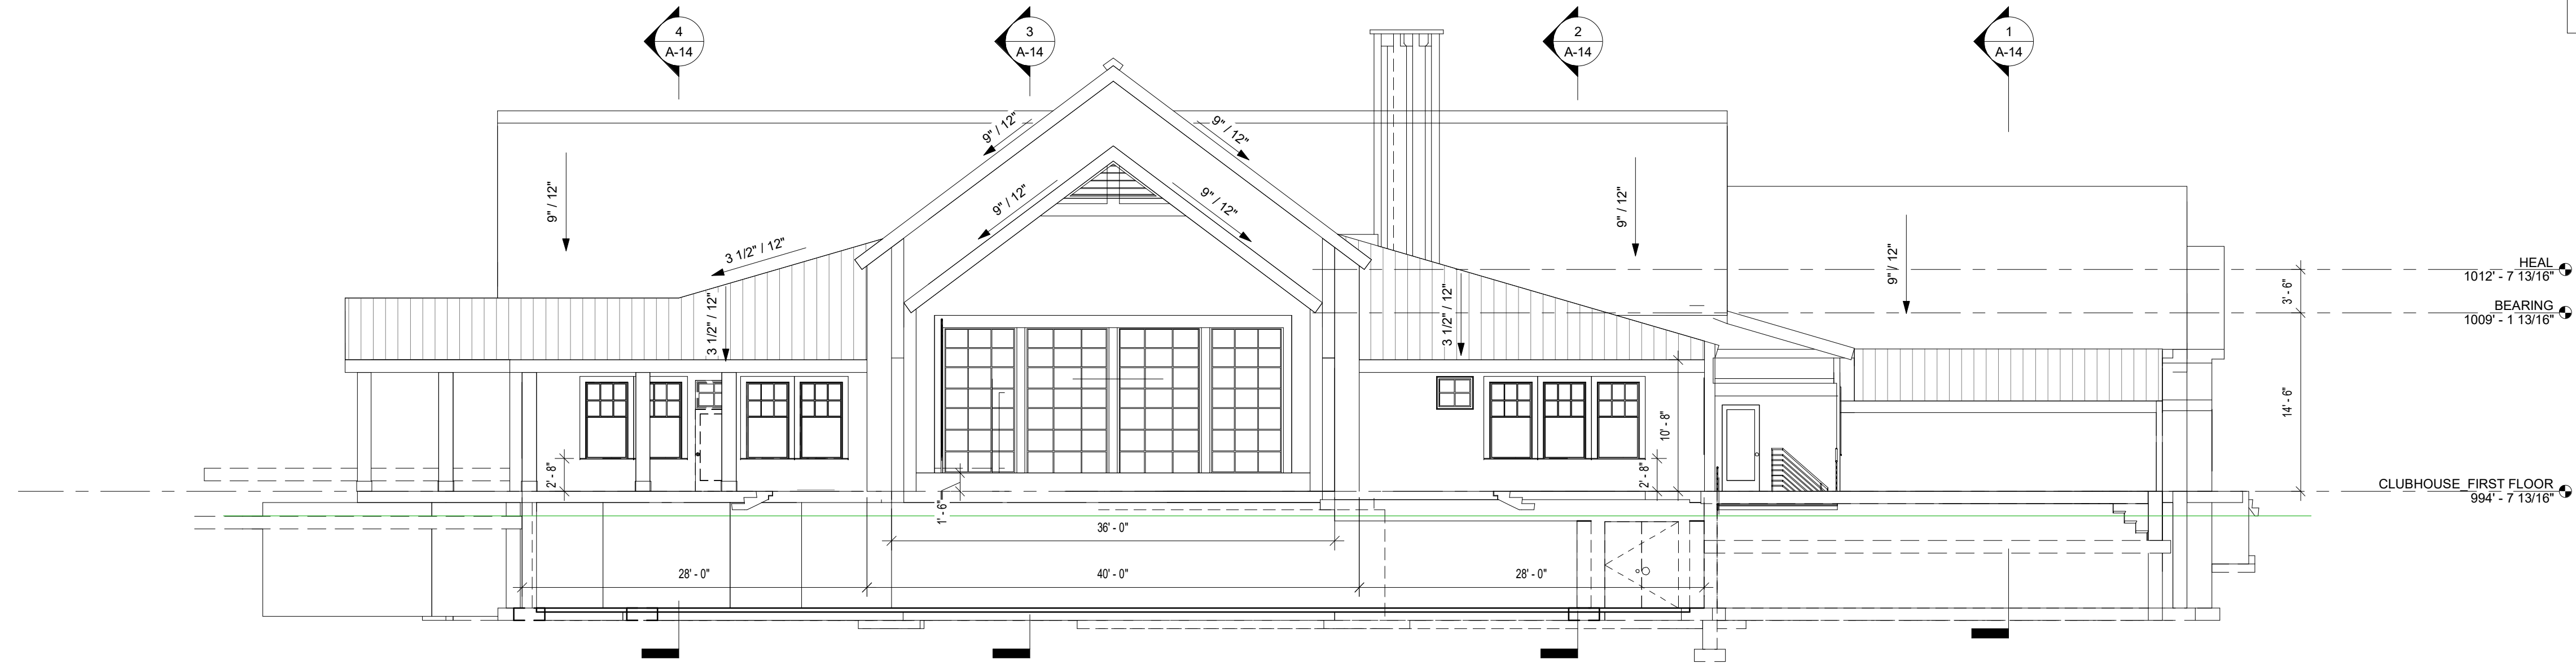 4
A-14
3
A-14
2
A-14
1
A-14
9" / 12"
9" / 12"
9" / 12"
9" / 12"
9" / 12"
9" / 12"
9" / 12"
3 1/2" / 12"
3 1/2" / 12"
3 1/2" / 12"
HEAL
1012' - 7 13/16"
3' - 6"
BEARING
1009' - 1 13/16"
14' - 6"
10' - 8"
2' - 8"
2' - 8"
CLUBHOUSE_FIRST FLOOR
994' - 7 13/16"
1' - 6"
36' - 0"
28' - 0"
40' - 0"
28' - 0"